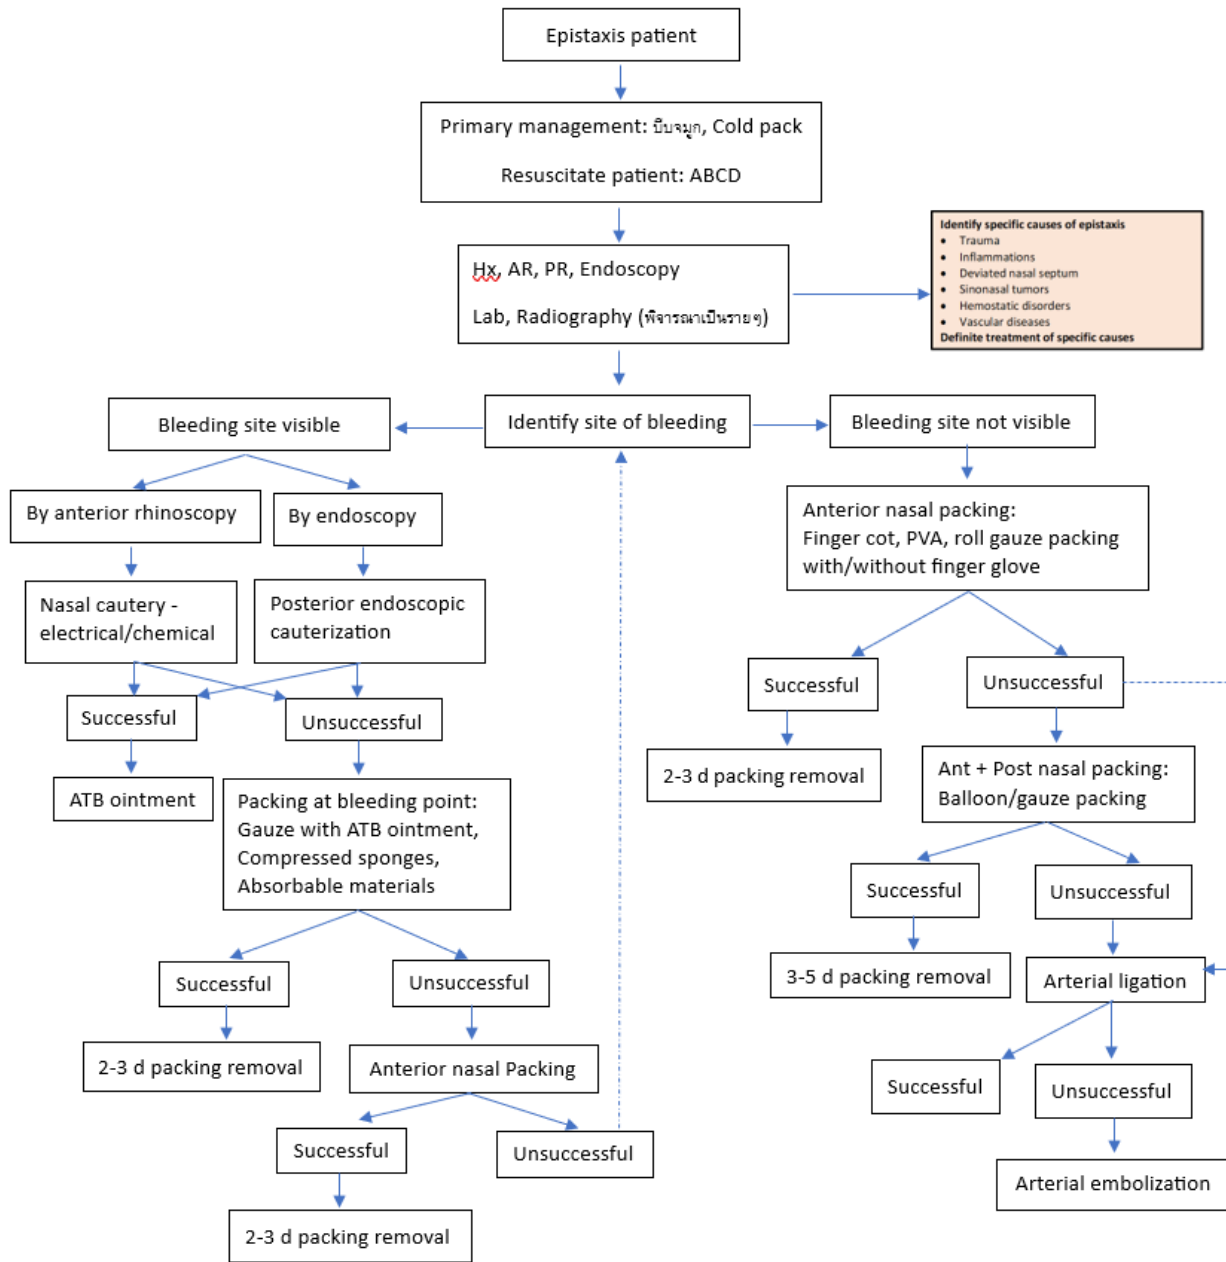 Epistaxis patient
Primary management: บีบจมูก, Cold pack
Resuscitate patient: ABCD
Hx, AR, PR, Endoscopy
Lab, Radiography (พิจารณาเป็นราย ๆ)
Identify specific causes of epistaxis
• Trauma
• Inflammations
• Deviated nasal septum
• Sinonasal tumors
• Hemostatic disorders
• Vascular diseases
Definite treatment of specific causes
Bleeding site visible
Identify site of bleeding
Bleeding site not visible
By anterior rhinoscopy
By endoscopy
Anterior nasal packing:
Finger cot, PVA, roll gauze packing
with/without finger glove
Nasal cautery -
electrical/chemical
Posterior endoscopic
cauterization
Successful
Unsuccessful
Successful
Unsuccessful
ATB ointment
Packing at bleeding point:
Gauze with ATB ointment,
Compressed sponges,
Absorbable materials
2-3 d packing removal
Ant + Post nasal packing:
Balloon/gauze packing
Successful
Unsuccessful
Successful
Unsuccessful
3-5 d packing removal
Arterial ligation
2-3 d packing removal
Anterior nasal Packing
Successful
Unsuccessful
Successful
Unsuccessful
2-3 d packing removal
Arterial embolization